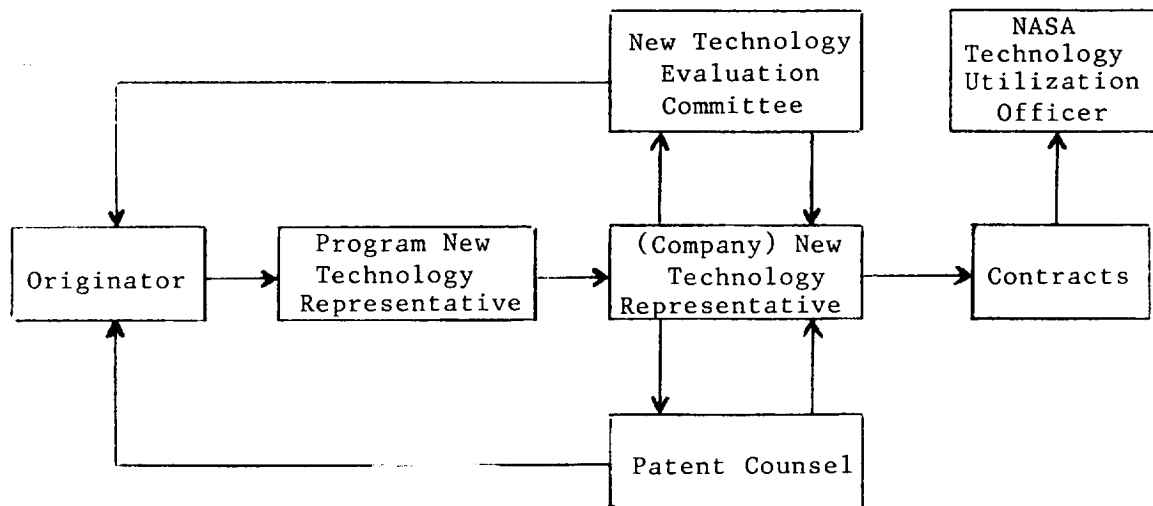 New Technology
Evaluation
Committee
NASA
Technology
Utilization
Officer
Originator
Program New
Technology
Representative
(Company) New
Technology
Representative
Contracts
Patent Counsel